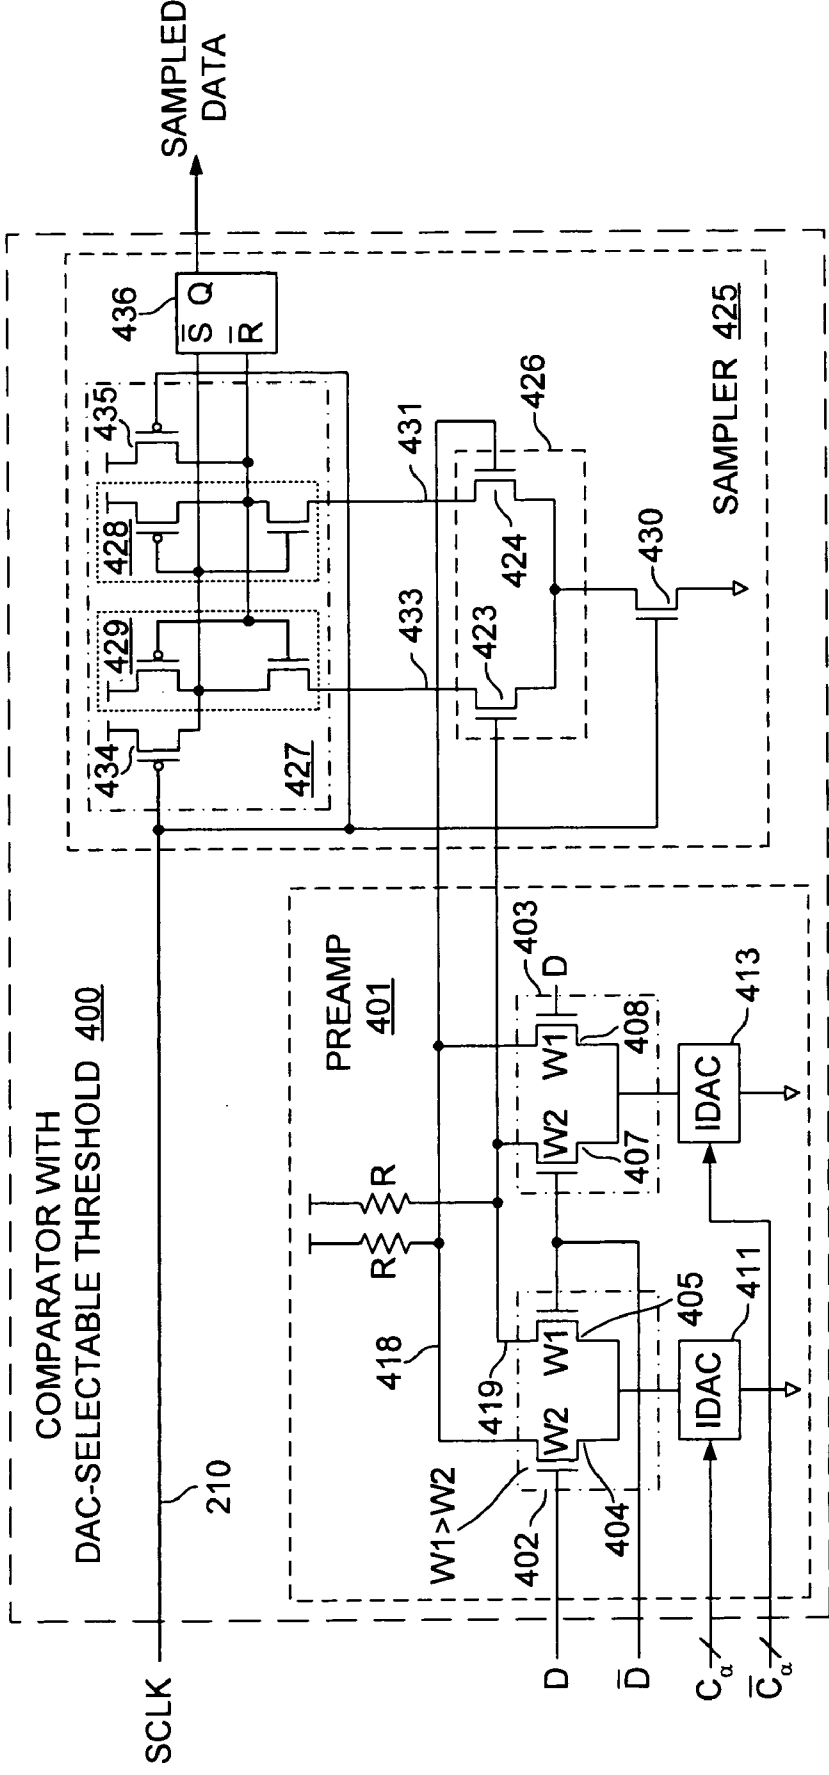 COMPARATOR WITH
DAC-SELECTABLE THRESHOLD 400
SCLK
210
SAMPLED
DATA
434
429
428
435
427
436
S̅ Q
R̅
433
431
423
424
426
430
SAMPLER 425
PREAMP
401
R
R
418
419
W1>W2
402
W2
W1
404
405
W2
W1
407
408
403
D
D
D̅
IDAC
411
IDAC
413
Cα
C̅α